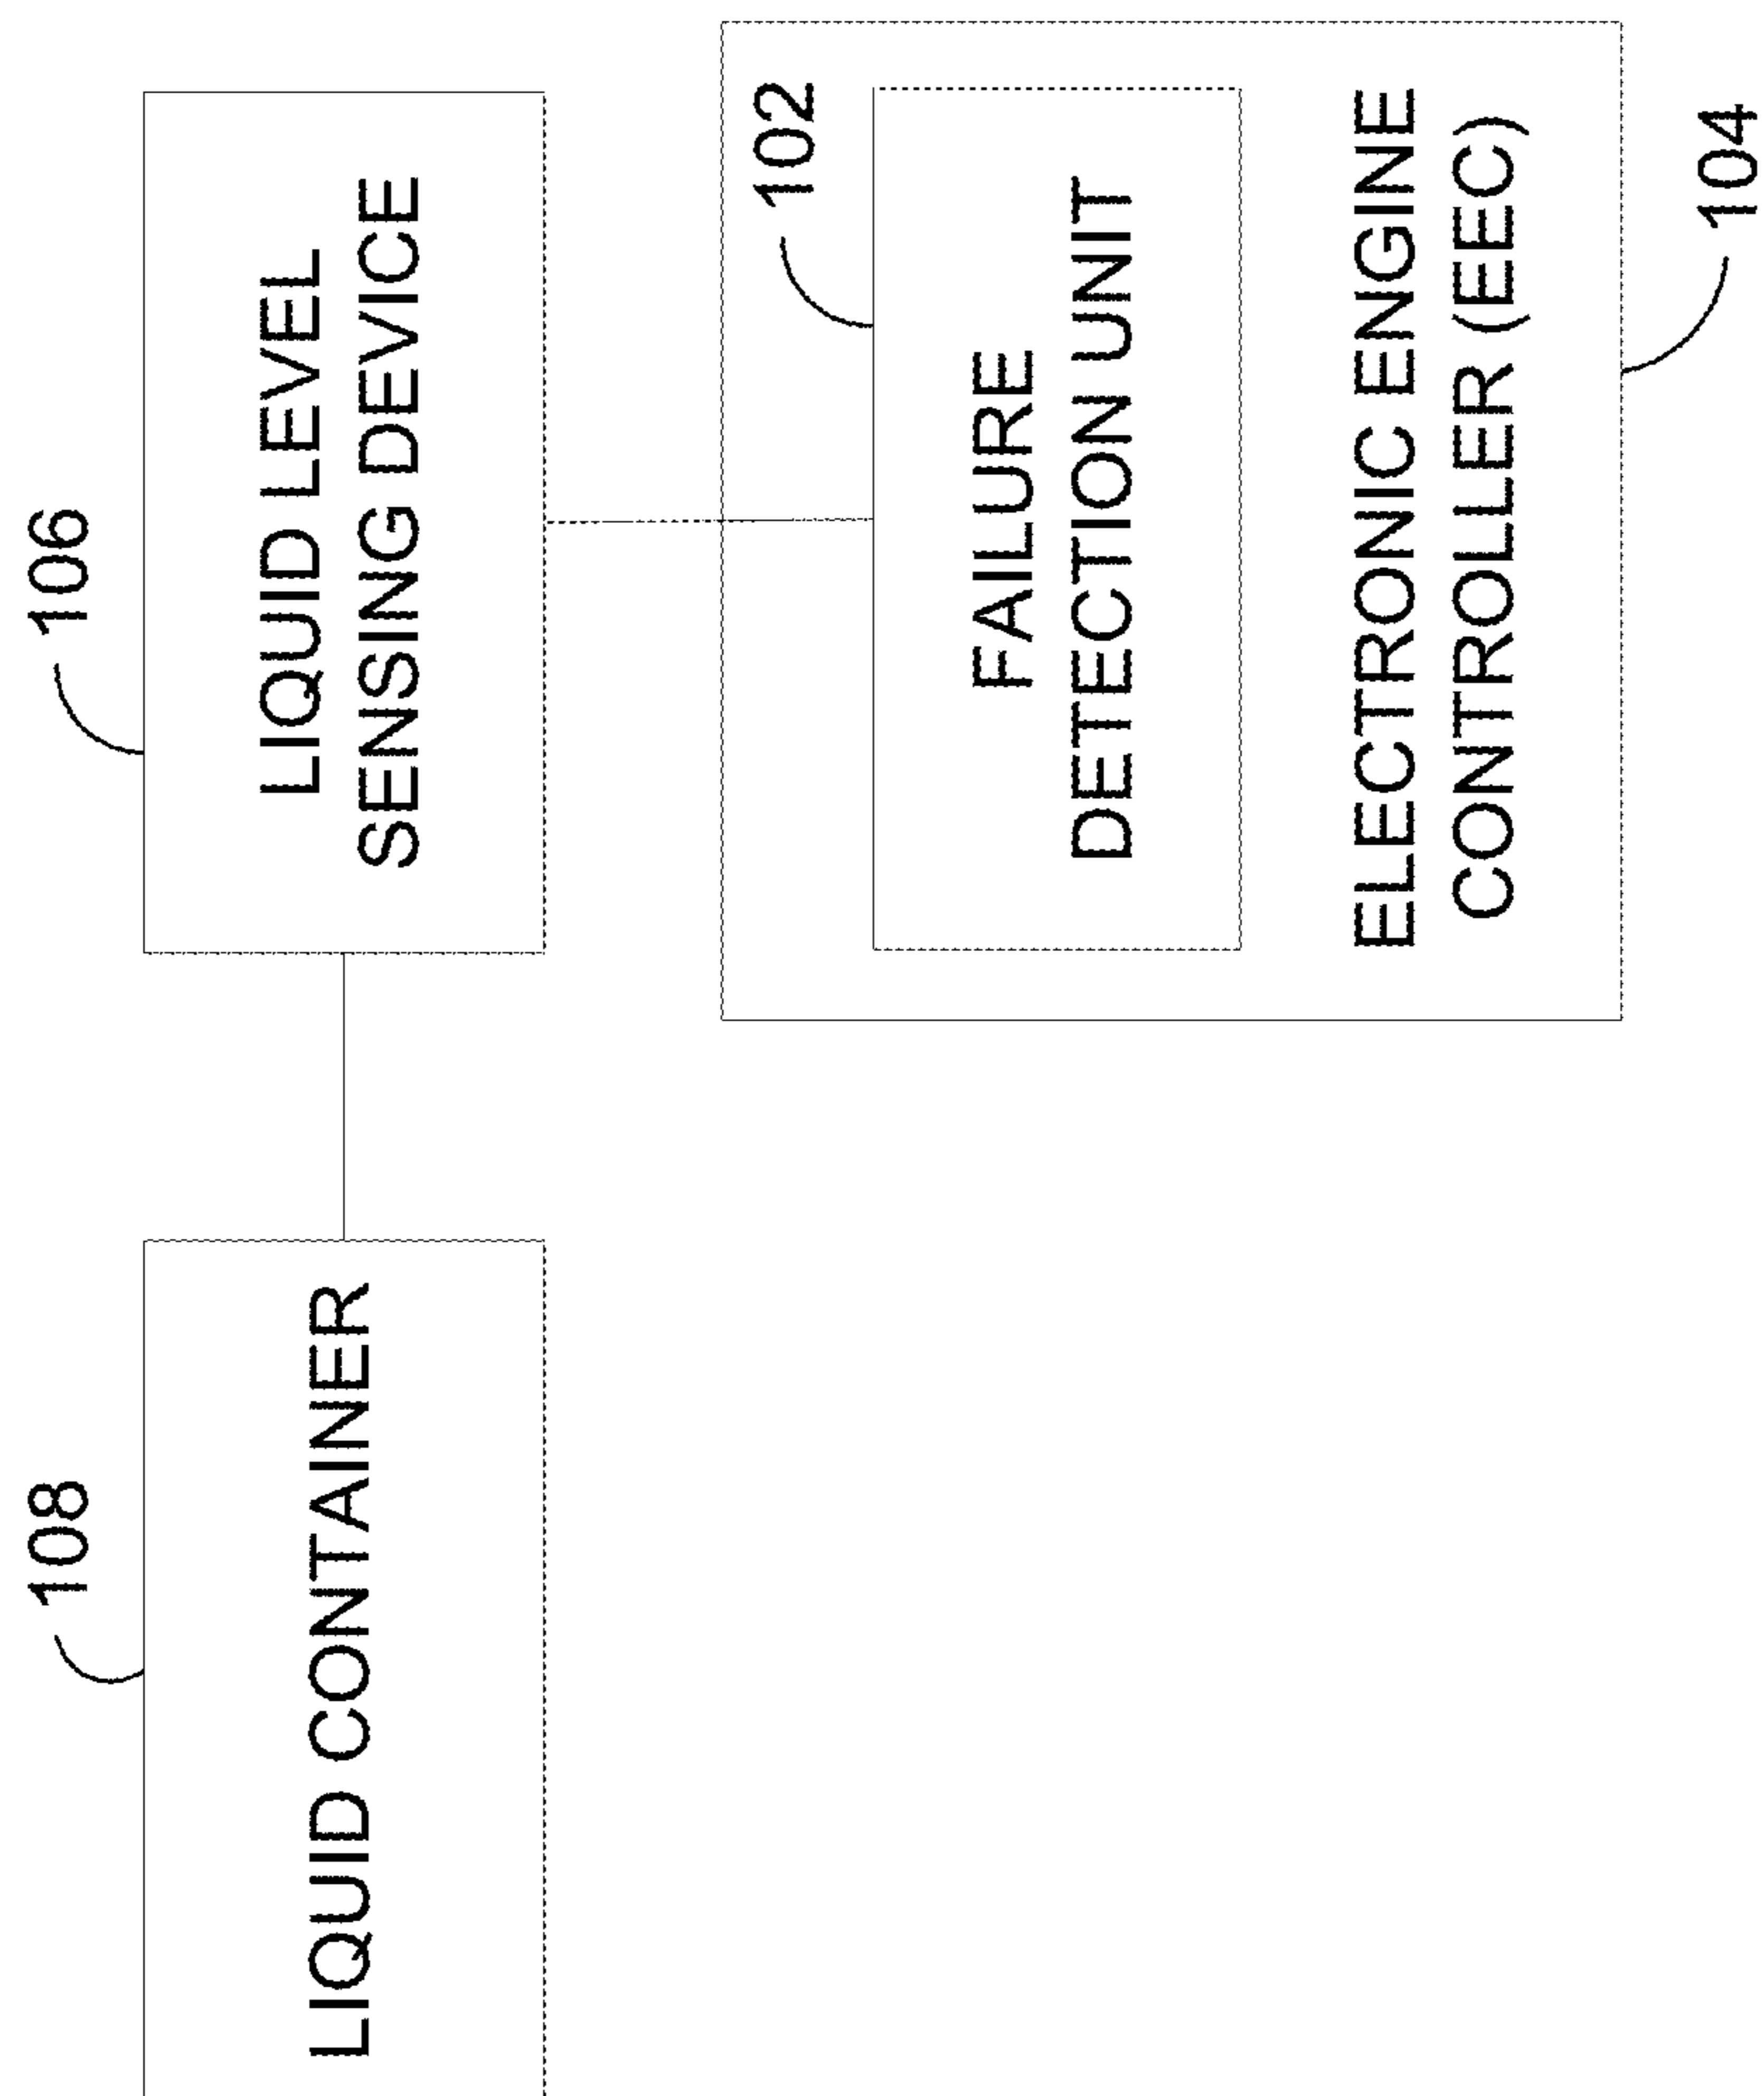 108
LIQUID CONTAINER
106
LIQUID LEVEL
SENSING DEVICE
102
FAILURE
DETECTION UNIT
ELECTRONIC ENGINE
CONTROLLER (EEC)
104